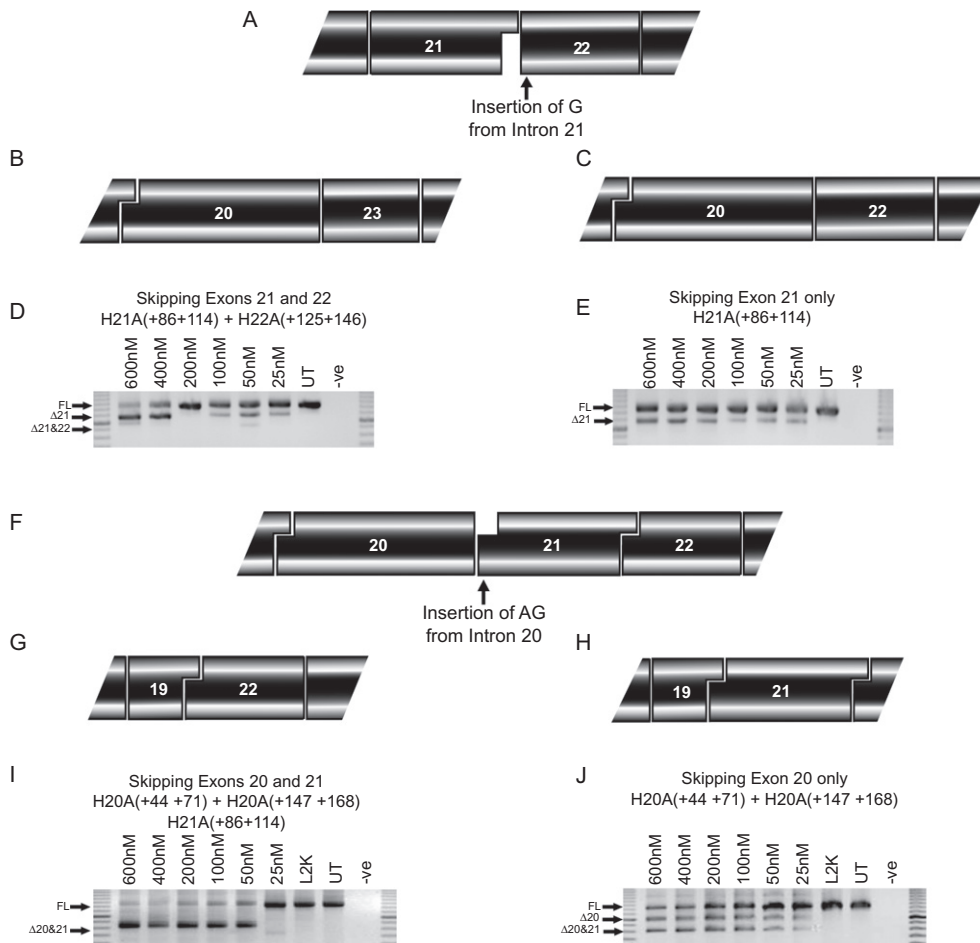 A
21
22
Insertion of G
from Intron 21
B
20
23
C
20
22
D
Skipping Exons 21 and 22
H21A(+86+114) + H22A(+125+146)
600nM 400nM 200nM 100nM 50nM 25nM UT -ve
FL
Δ21
Δ21&22
E
Skipping Exon 21 only
H21A(+86+114)
600nM 400nM 200nM 100nM 50nM 25nM UT -ve
FL
Δ21
F
20
21
22
Insertion of AG
from Intron 20
G
19
22
H
19
21
I
Skipping Exons 20 and 21
H20A(+44 +71) + H20A(+147 +168)
H21A(+86+114)
600nM 400nM 200nM 100nM 50nM 25nM L2K UT -ve
FL
Δ20&21
J
Skipping Exon 20 only
H20A(+44 +71) + H20A(+147 +168)
600nM 400nM 200nM 100nM 50nM 25nM L2K UT -ve
FL
Δ20
Δ20&21